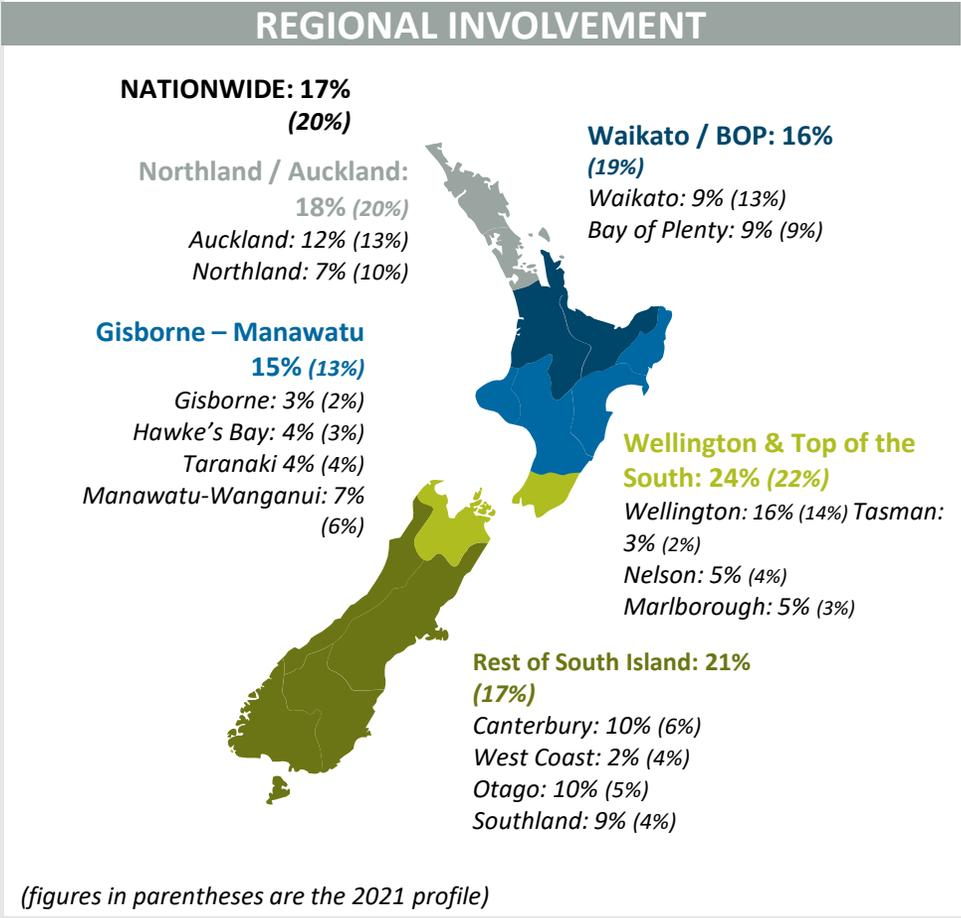 REGIONAL INVOLVEMENT
NATIONWIDE: 17%
(20%)
Northland / Auckland:
18% (20%)
Auckland: 12% (13%)
Northland: 7% (10%)
Waikato / BOP: 16%
(19%)
Waikato: 9% (13%)
Bay of Plenty: 9% (9%)
Gisborne – Manawatu
15% (13%)
Gisborne: 3% (2%)
Hawke’s Bay: 4% (3%)
Taranaki 4% (4%)
Manawatu-Wanganui: 7%
(6%)
Wellington & Top of the
South: 24% (22%)
Wellington: 16% (14%) Tasman:
3% (2%)
Nelson: 5% (4%)
Marlborough: 5% (3%)
Rest of South Island: 21%
(17%)
Canterbury: 10% (6%)
West Coast: 2% (4%)
Otago: 10% (5%)
Southland: 9% (4%)
(figures in parentheses are the 2021 profile)